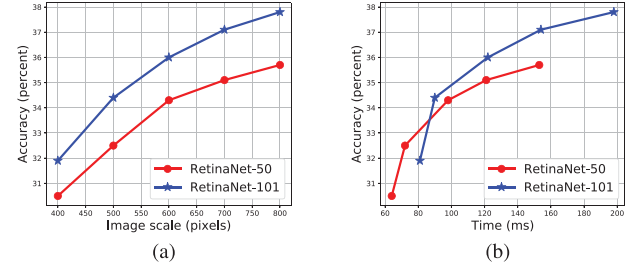 38
37
36
35
34
33
32
31
Accuracy (percent)
400 450 500 550 600 650 700 750 800
Image scale (pixels)
RetinaNet-50
RetinaNet-101
(a)
38
37
36
35
34
33
32
31
Accuracy (percent)
60 80 100 120 140 160 180 200
Time (ms)
RetinaNet-50
RetinaNet-101
(b)